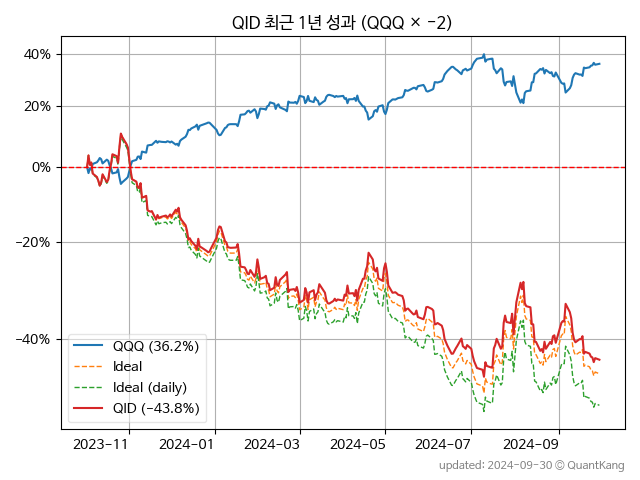 QID 최근 1년 성과 (QQQ × −2)
40%
20%
0%
−20%
−40%
QQQ (36.2%)
Ideal
Ideal (daily)
QID (−43.8%)
2023-11
2024-01
2024-03
2024-05
2024-07
2024-09
updated: 2024-09-30 © QuantKang